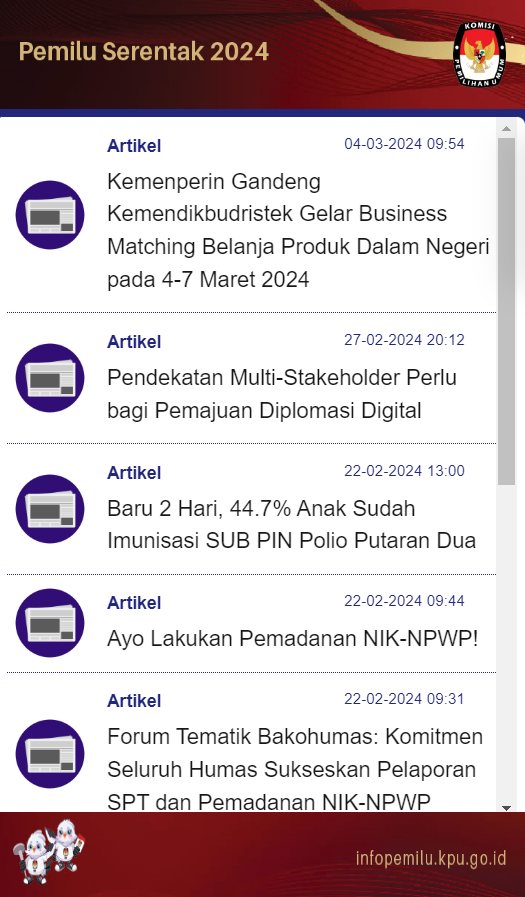 Pemilu Serentak 2024
KOMISI
PEMILIHAN UMUM
Artikel
04-03-2024 09:54
Kemenperin Gandeng
Kemendikbudristek Gelar Business
Matching Belanja Produk Dalam Negeri
pada 4-7 Maret 2024
Artikel
27-02-2024 20:12
Pendekatan Multi-Stakeholder Perlu
bagi Pemajuan Diplomasi Digital
Artikel
22-02-2024 13:00
Baru 2 Hari, 44.7% Anak Sudah
Imunisasi SUB PIN Polio Putaran Dua
Artikel
22-02-2024 09:44
Ayo Lakukan Pemadanan NIK-NPWP!
Artikel
22-02-2024 09:31
Forum Tematik Bakohumas: Komitmen
Seluruh Humas Sukseskan Pelaporan
SPT dan Pemadanan NIK-NPWP
infopemilu.kpu.go.id